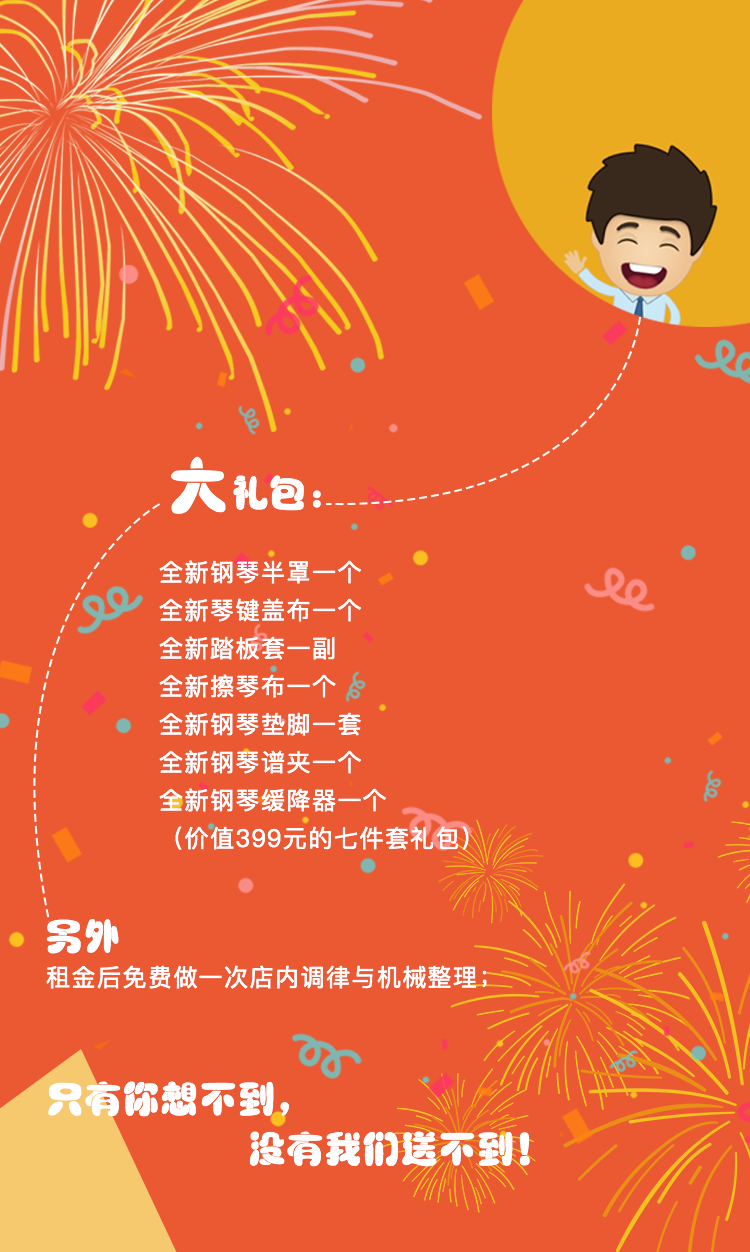 大礼包：
全新钢琴半罩一个
全新琴键盖布一个
全新踏板套一副
全新擦琴布一个
全新钢琴垫脚一套
全新钢琴谱夹一个
全新钢琴缓降器一个
（价值399元的七件套礼包）
另外
租金后免费做一次店内调律与机械整理；
只有你想不到，
没有我们送不到！